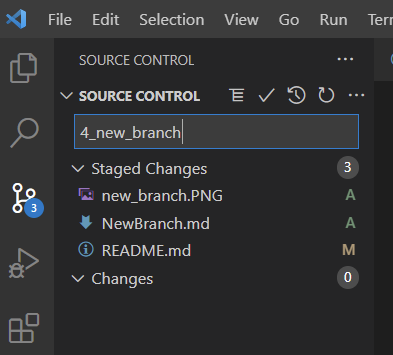 File Edit Selection View Go Run Tern
SOURCE CONTROL
SOURCE CONTROL
4_new_branch
Staged Changes 3
new_branch.PNG A
NewBranch.md A
3
README.md M
Changes 0